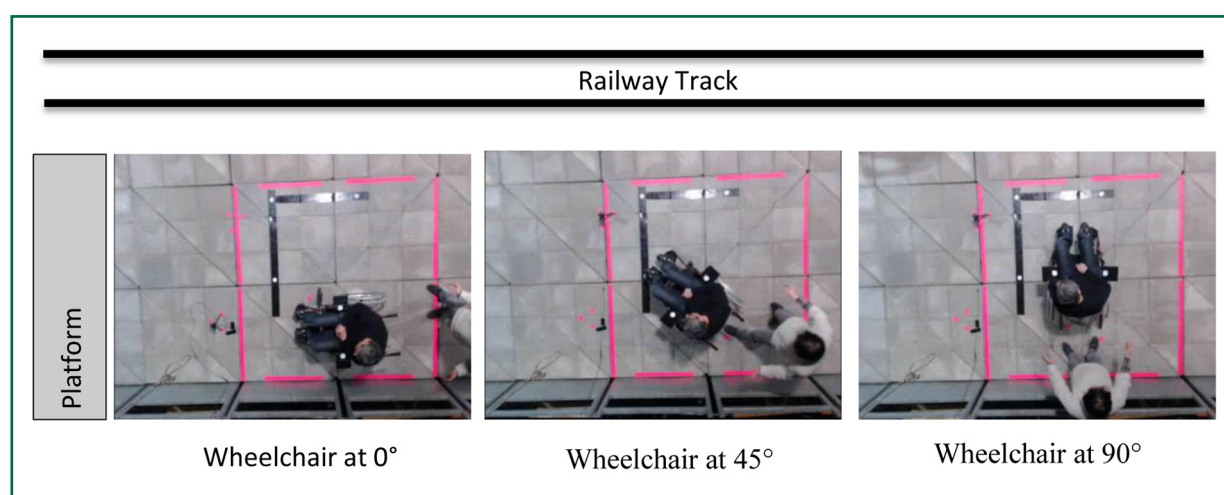 Railway Track
Platform
Wheelchair at 0°
Wheelchair at 45°
Wheelchair at 90°